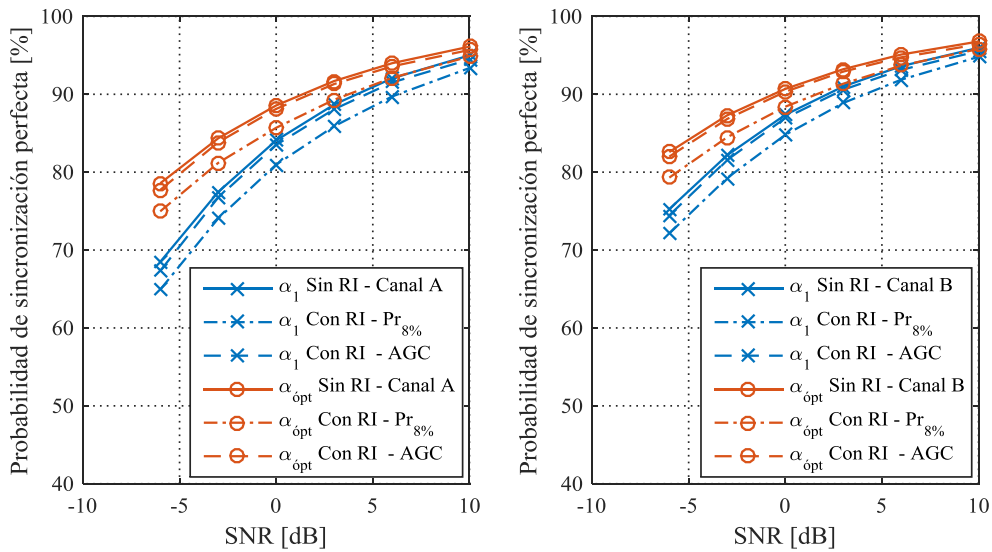 Probabilidad de sincronización perfecta [%]
100
90
80
70
60
50
40
-10
-5
0
5
10
SNR [dB]
α₁ Sin RI - Canal A
α₁ Con RI - Pr₈%
α₁ Con RI - AGC
αópt Sin RI - Canal A
αópt Con RI - Pr₈%
αópt Con RI - AGC
Probabilidad de sincronización perfecta [%]
100
90
80
70
60
50
40
-10
-5
0
5
10
SNR [dB]
α₁ Sin RI - Canal B
α₁ Con RI - Pr₈%
α₁ Con RI - AGC
αópt Sin RI - Canal B
αópt Con RI - Pr₈%
αópt Con RI - AGC